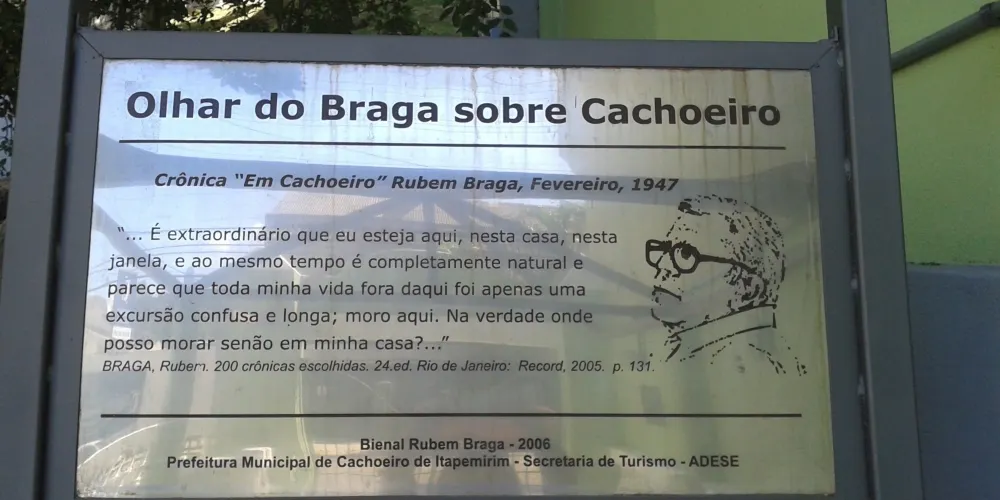 Olhar do Braga sobre Cachoeiro
Crônica "Em Cachoeiro" Rubem Braga, Fevereiro, 1947
"... É extraordinário que eu esteja aqui, nesta casa, nesta
janela, e ao mesmo tempo é completamente natural e
parece que toda minha vida fora daqui foi apenas uma
excursão confusa e longa; moro aqui. Na verdade onde
posso morar senão em minha casa?..."
BRAGA, Rubem. 200 crônicas escolhidas. 24.ed. Rio de Janeiro: Record, 2005. p. 131.
Bienal Rubem Braga - 2006
Prefeitura Municipal de Cachoeiro de Itapemirim - Secretaria de Turismo - ADESE